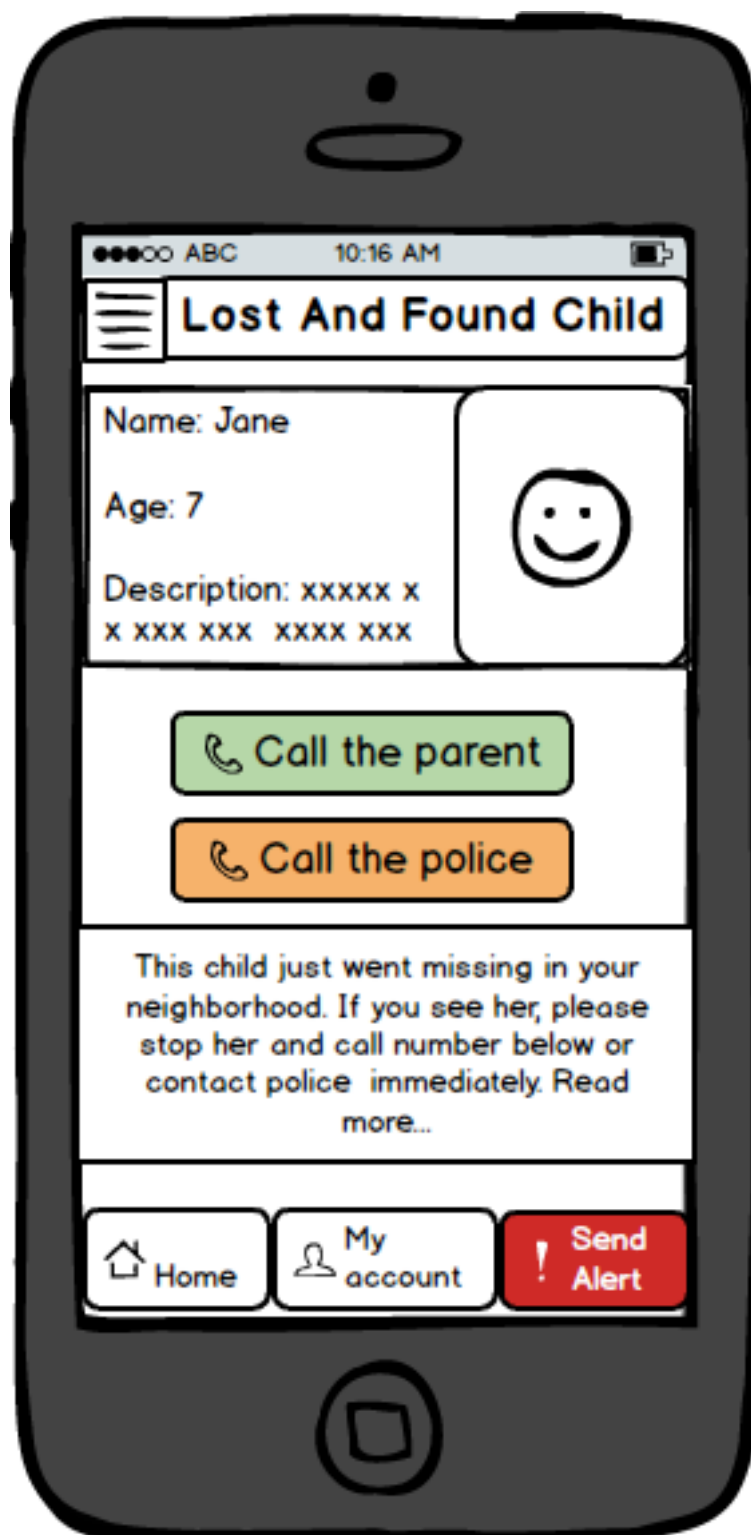 ABC 10:16 AM
Lost And Found Child
Name: Jane
Age: 7
Description: xxxxx x
x xxx xxx  xxxx xxx
Call the parent
Call the police
This child just went missing in your
neighborhood. If you see her, please
stop her and call number below or
contact police  immediately. Read
more...
Home
My
account
Send
Alert